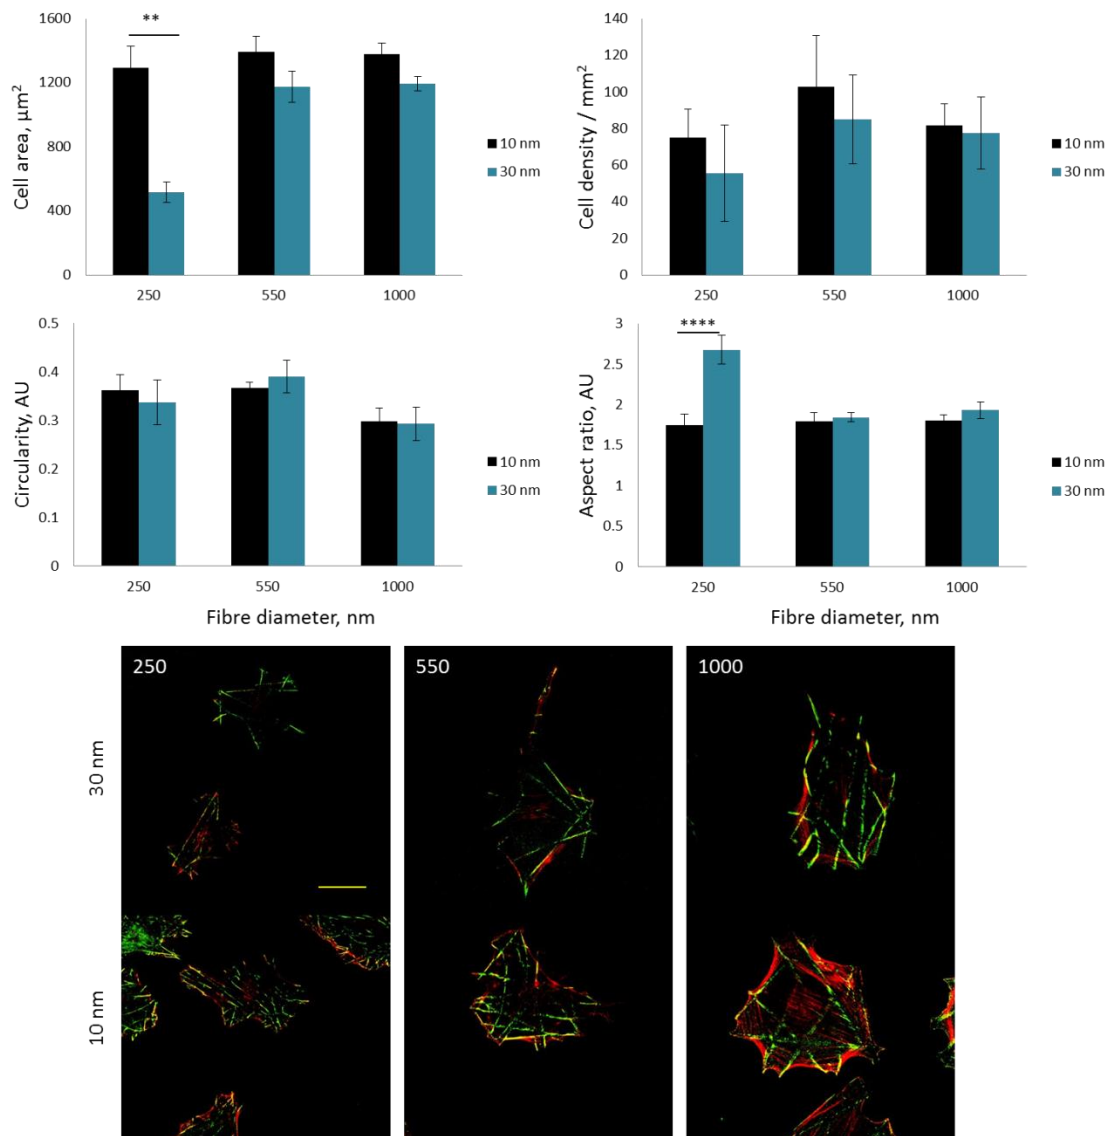 Cell area, µm²
1600
1200
800
400
0
**
250
550
1000
10 nm
30 nm
Cell density / mm²
140
120
100
80
60
40
20
0
250
550
1000
10 nm
30 nm
Circularity, AU
0.5
0.4
0.3
0.2
0.1
0
250
550
1000
Fibre diameter, nm
10 nm
30 nm
Aspect ratio, AU
3
2.5
2
1.5
1
0.5
0
****
250
550
1000
Fibre diameter, nm
10 nm
30 nm
250
550
1000
30 nm
10 nm